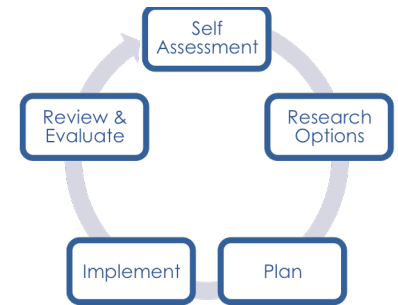 Self
Assessment
Research
Options
Plan
Implement
Review &
Evaluate